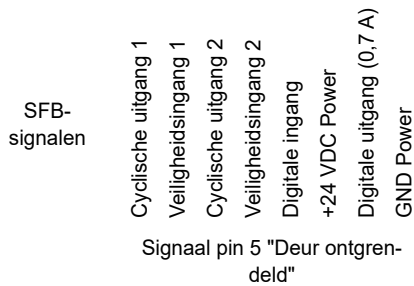 SFB-
signalen
Cyclische uitgang 1
Veiligheidsingang 1
Cyclische uitgang 2
Veiligheidsingang 2
Digitale ingang
+24 VDC Power
Digitale uitgang (0,7 A)
GND Power
Signaal pin 5 "Deur ontgren-
deld"